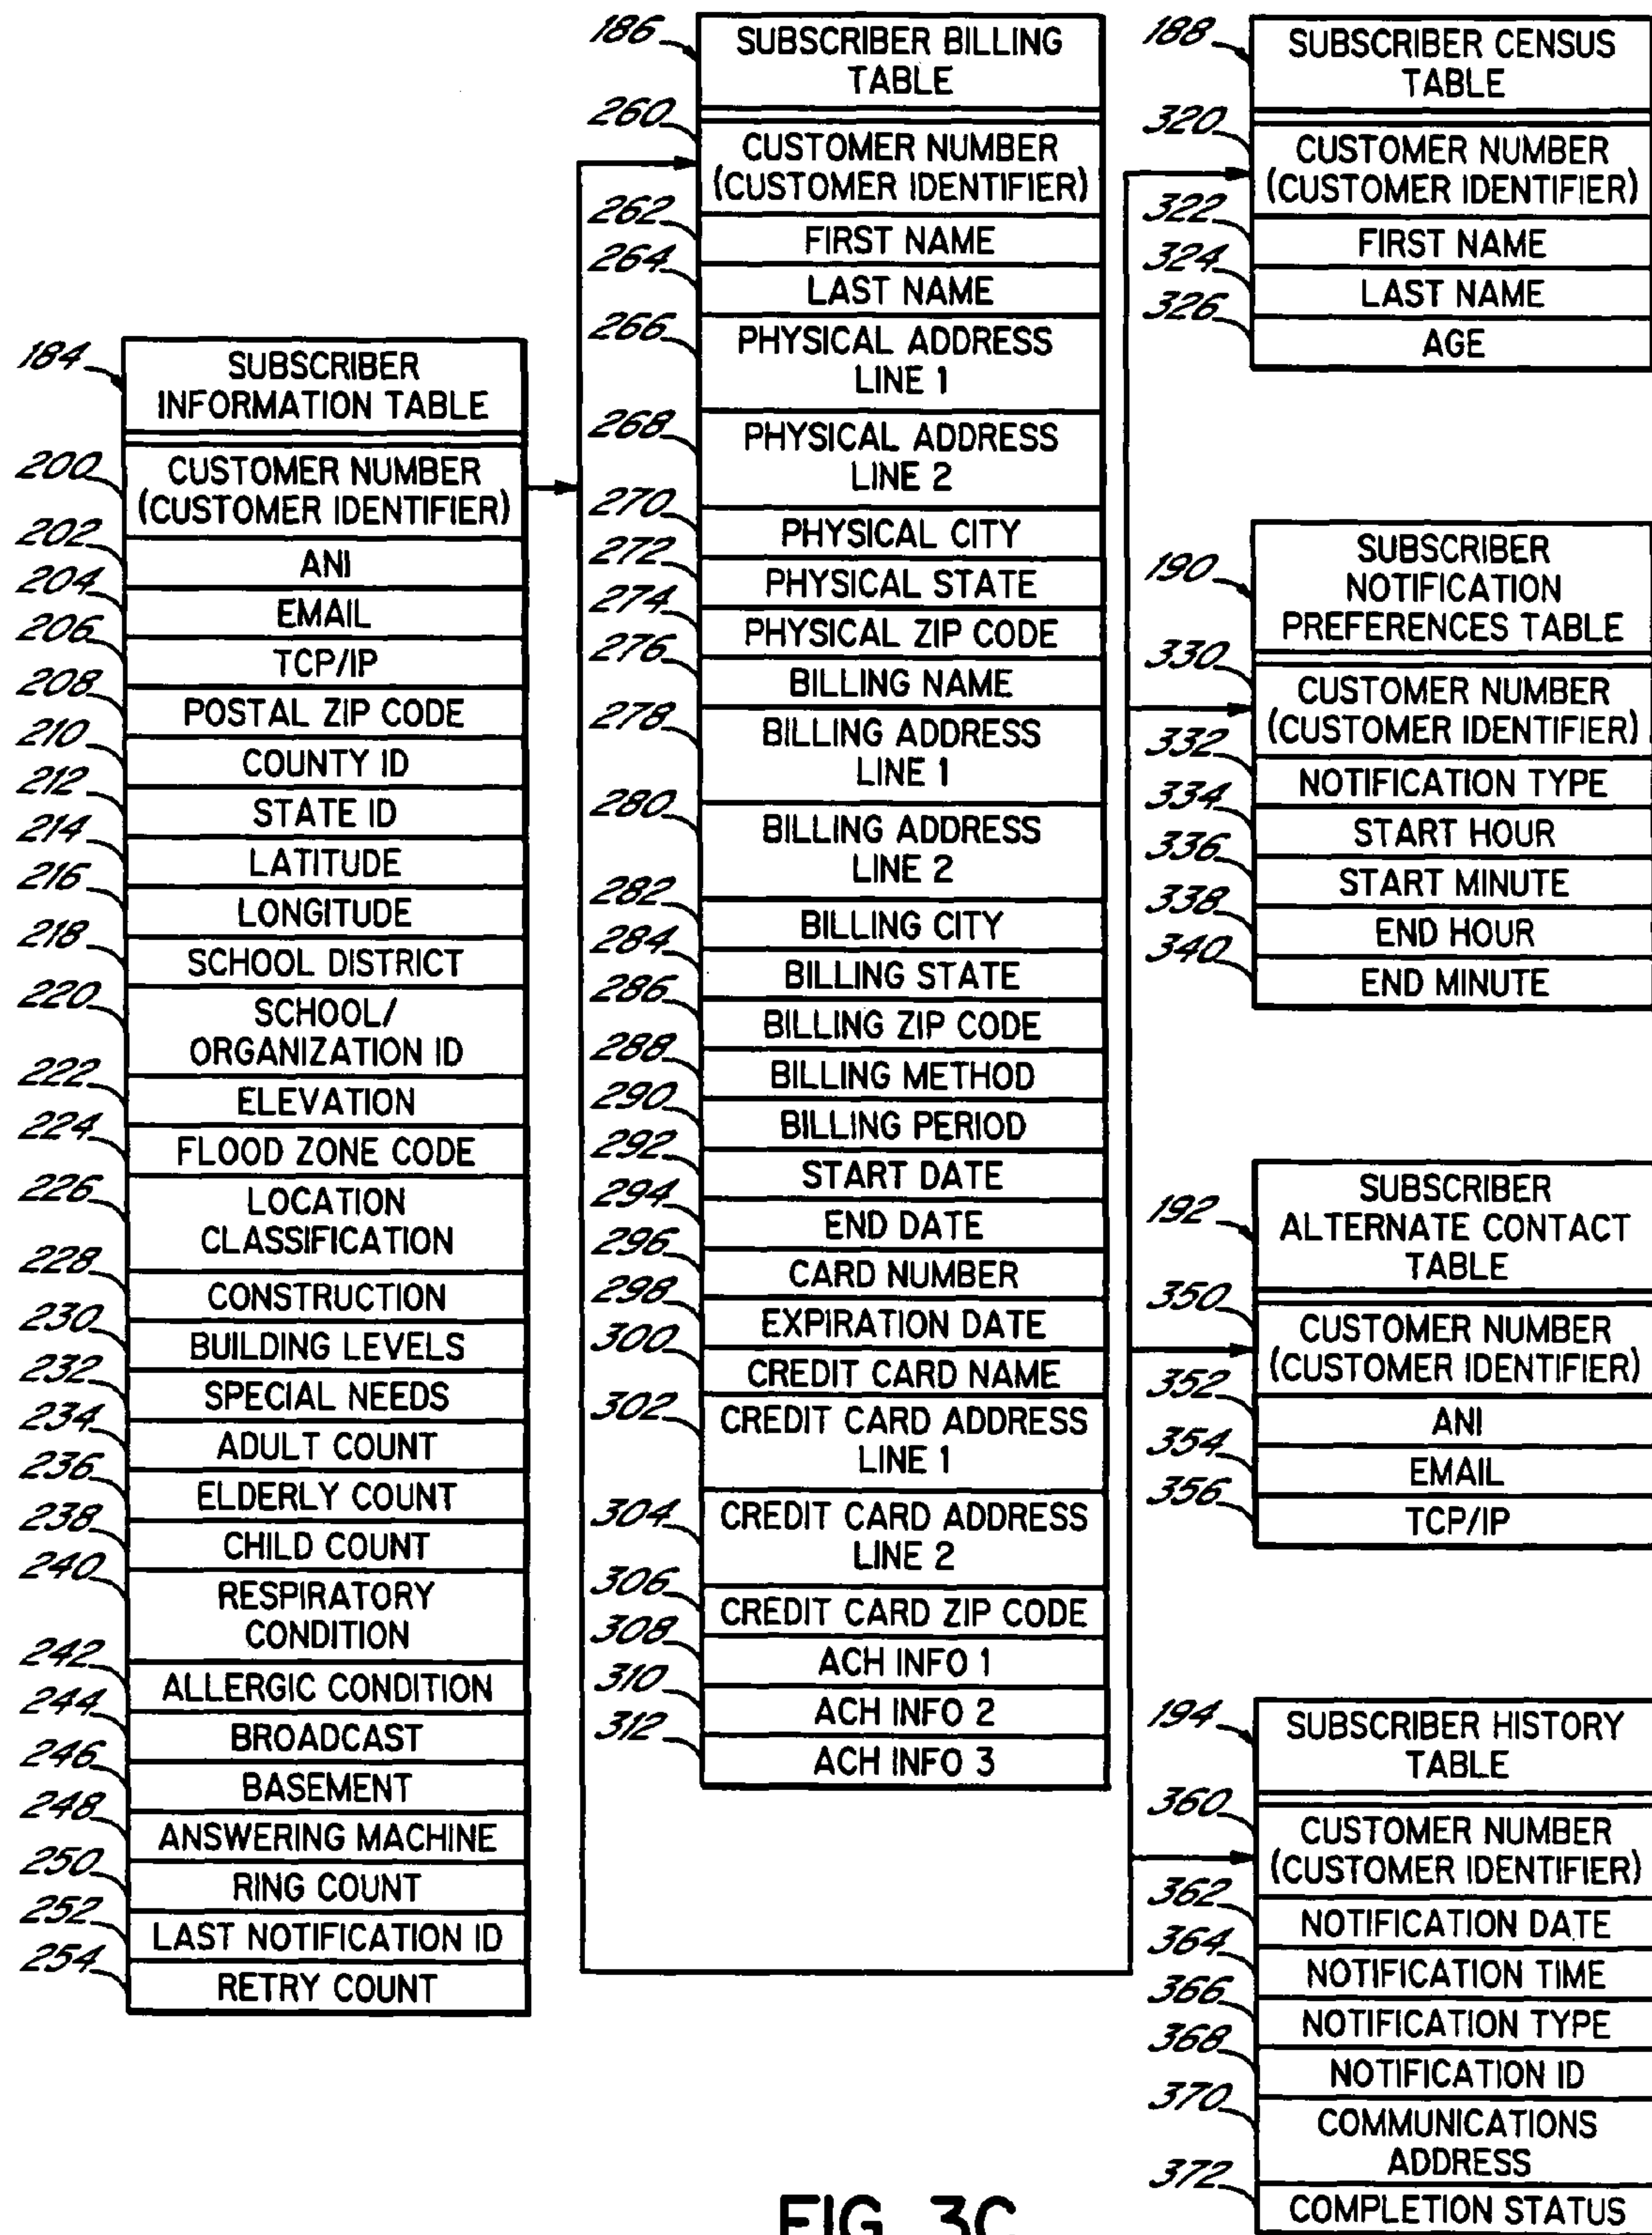 184
SUBSCRIBER
INFORMATION TABLE
200
CUSTOMER NUMBER
(CUSTOMER IDENTIFIER)
202
ANI
204
EMAIL
206
TCP/IP
208
POSTAL ZIP CODE
210
COUNTY ID
212
STATE ID
214
LATITUDE
216
LONGITUDE
218
SCHOOL DISTRICT
220
SCHOOL/
ORGANIZATION ID
222
ELEVATION
224
FLOOD ZONE CODE
226
LOCATION
CLASSIFICATION
228
CONSTRUCTION
230
BUILDING LEVELS
232
SPECIAL NEEDS
234
ADULT COUNT
236
ELDERLY COUNT
238
CHILD COUNT
240
RESPIRATORY
CONDITION
242
ALLERGIC CONDITION
244
BROADCAST
246
BASEMENT
248
ANSWERING MACHINE
250
RING COUNT
252
LAST NOTIFICATION ID
254
RETRY COUNT
186
SUBSCRIBER BILLING
TABLE
260
CUSTOMER NUMBER
(CUSTOMER IDENTIFIER)
262
FIRST NAME
264
LAST NAME
266
PHYSICAL ADDRESS
LINE 1
268
PHYSICAL ADDRESS
LINE 2
270
PHYSICAL CITY
272
PHYSICAL STATE
274
PHYSICAL ZIP CODE
276
BILLING NAME
278
BILLING ADDRESS
LINE 1
280
BILLING ADDRESS
LINE 2
282
BILLING CITY
284
BILLING STATE
286
BILLING ZIP CODE
288
BILLING METHOD
290
BILLING PERIOD
292
START DATE
294
END DATE
296
CARD NUMBER
298
EXPIRATION DATE
300
CREDIT CARD NAME
302
CREDIT CARD ADDRESS
LINE 1
304
CREDIT CARD ADDRESS
LINE 2
306
CREDIT CARD ZIP CODE
308
ACH INFO 1
310
ACH INFO 2
312
ACH INFO 3
188
SUBSCRIBER CENSUS
TABLE
320
CUSTOMER NUMBER
(CUSTOMER IDENTIFIER)
322
FIRST NAME
324
LAST NAME
326
AGE
190
SUBSCRIBER
NOTIFICATION
PREFERENCES TABLE
330
CUSTOMER NUMBER
(CUSTOMER IDENTIFIER)
332
NOTIFICATION TYPE
334
START HOUR
336
START MINUTE
338
END HOUR
340
END MINUTE
192
SUBSCRIBER
ALTERNATE CONTACT
TABLE
350
CUSTOMER NUMBER
(CUSTOMER IDENTIFIER)
352
ANI
354
EMAIL
356
TCP/IP
194
SUBSCRIBER HISTORY
TABLE
360
CUSTOMER NUMBER
(CUSTOMER IDENTIFIER)
362
NOTIFICATION DATE
364
NOTIFICATION TIME
366
NOTIFICATION TYPE
368
NOTIFICATION ID
370
COMMUNICATIONS
ADDRESS
372
COMPLETION STATUS
FIG. 3C